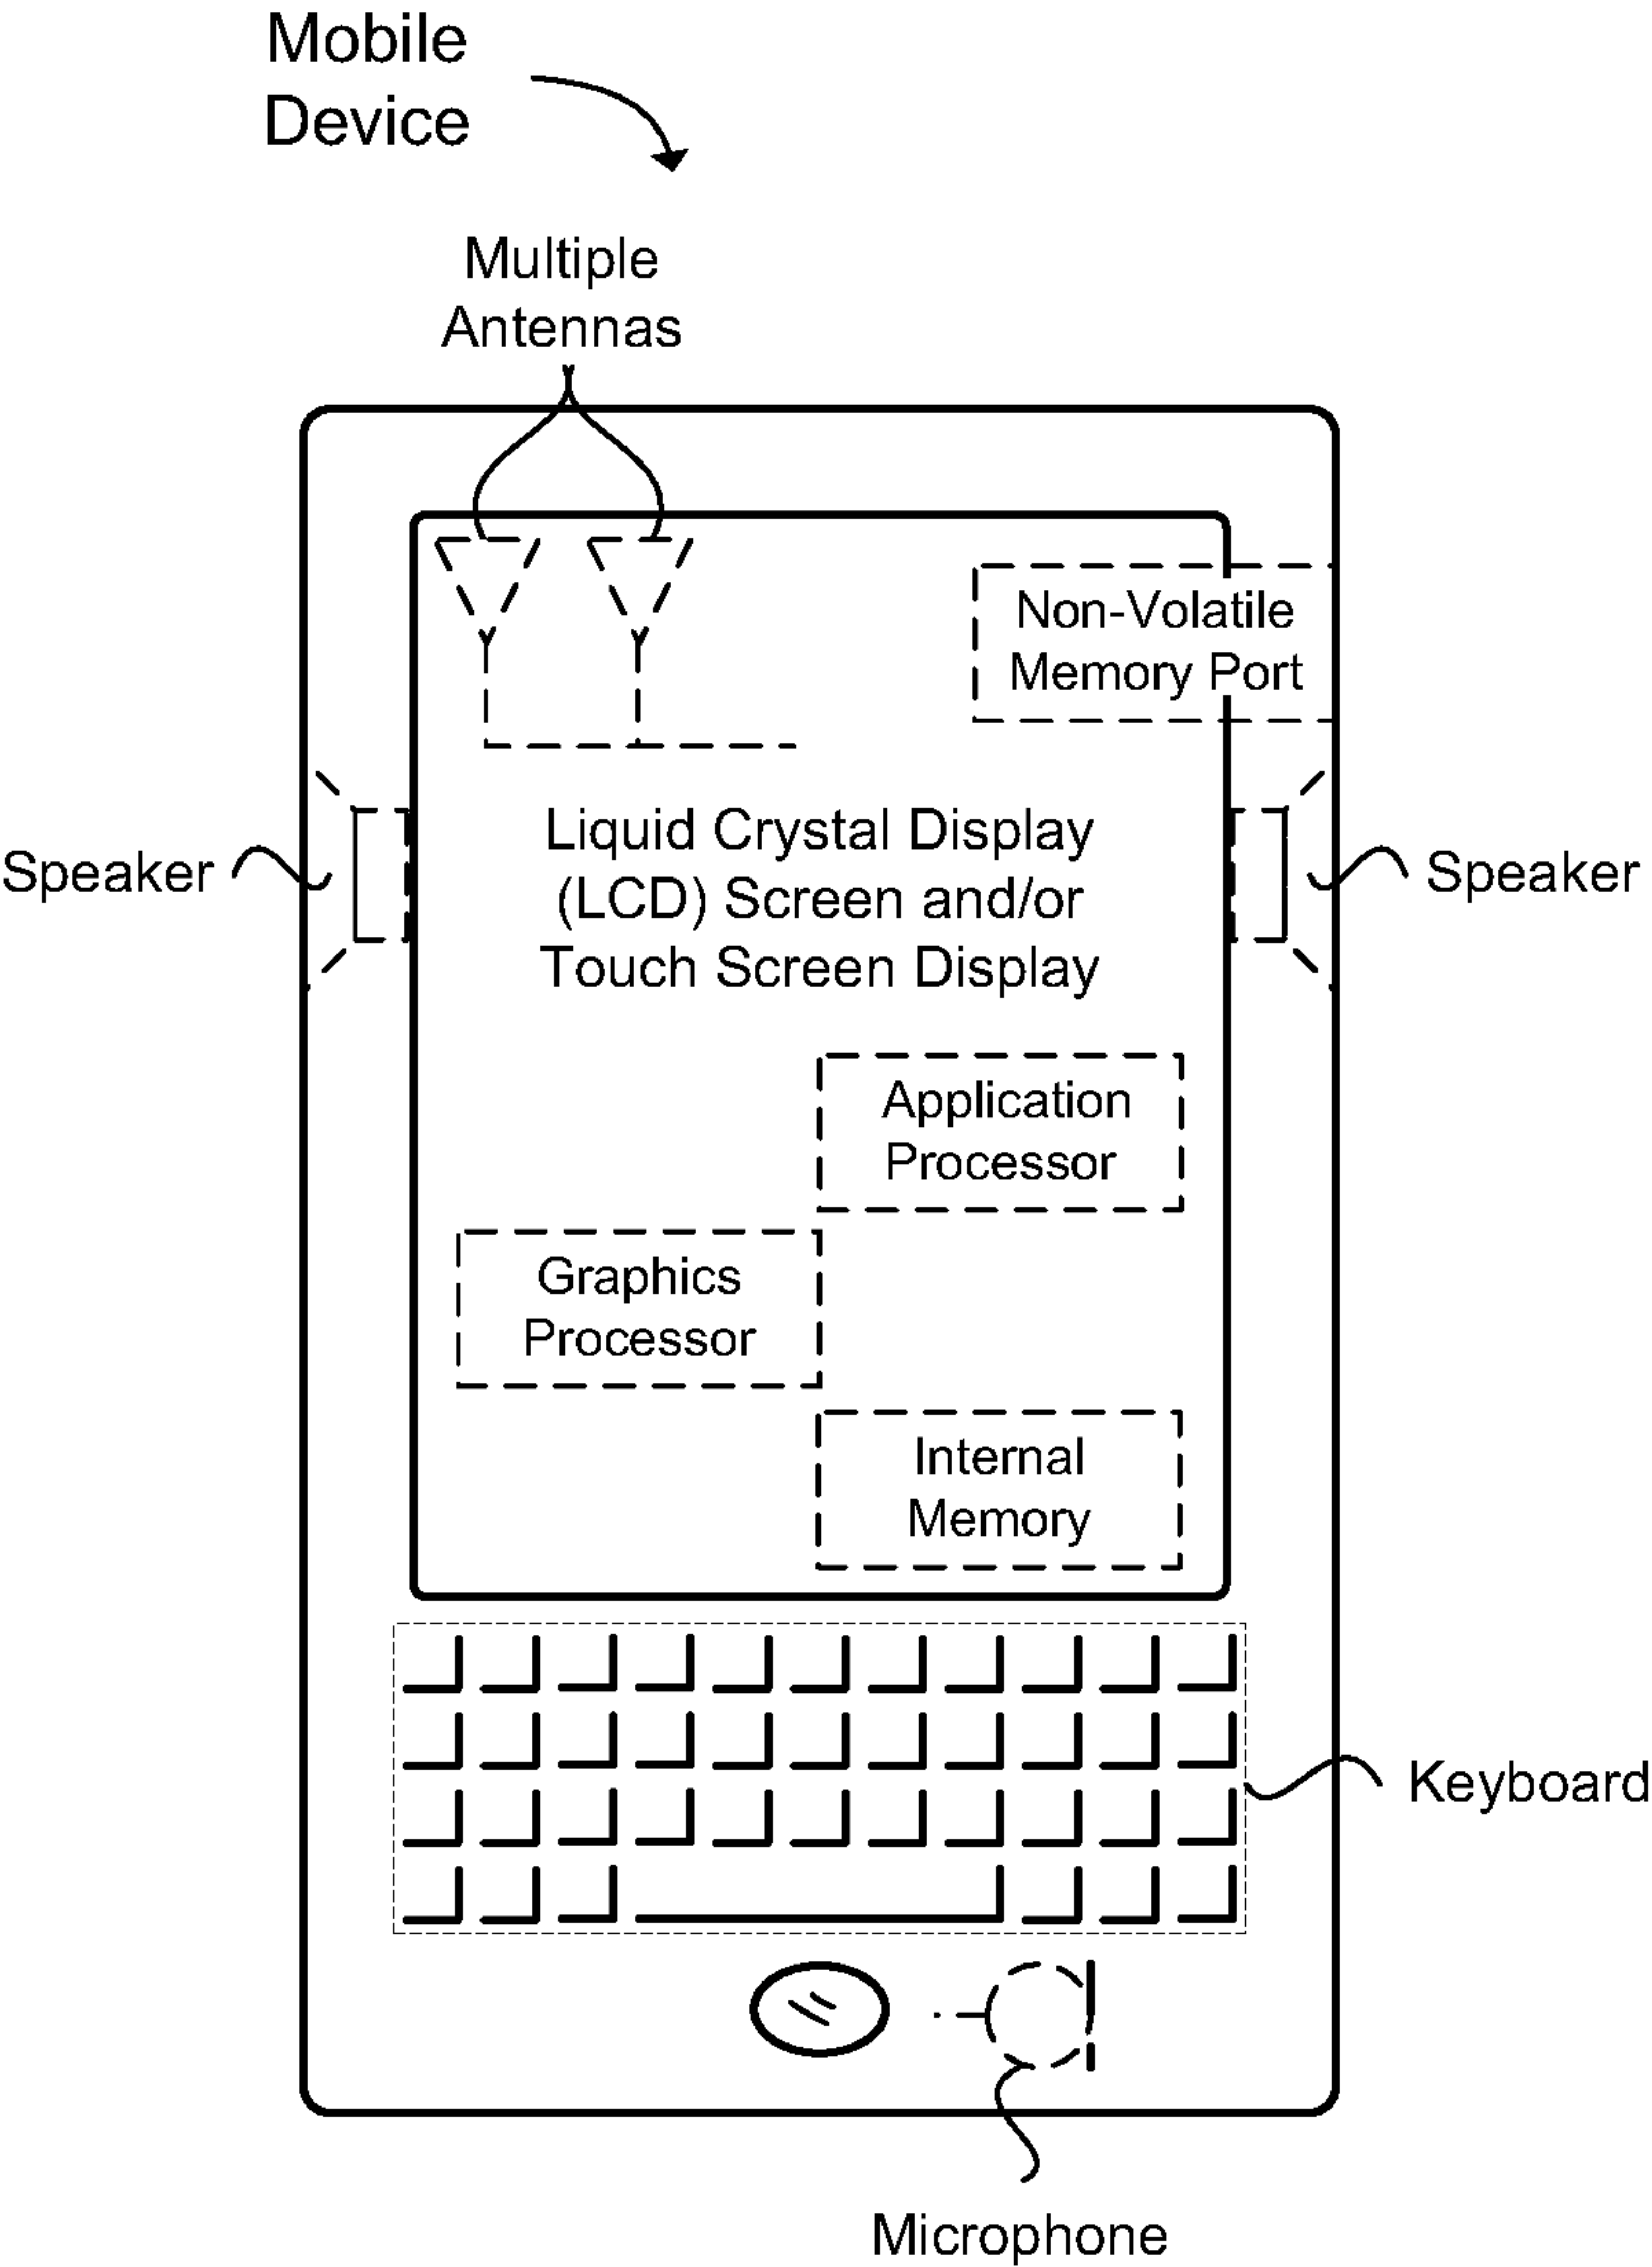 Mobile
Device
Multiple
Antennas
Non-Volatile
Memory Port
Speaker
Liquid Crystal Display
(LCD) Screen and/or
Touch Screen Display
Speaker
Application
Processor
Graphics
Processor
Internal
Memory
Keyboard
Microphone